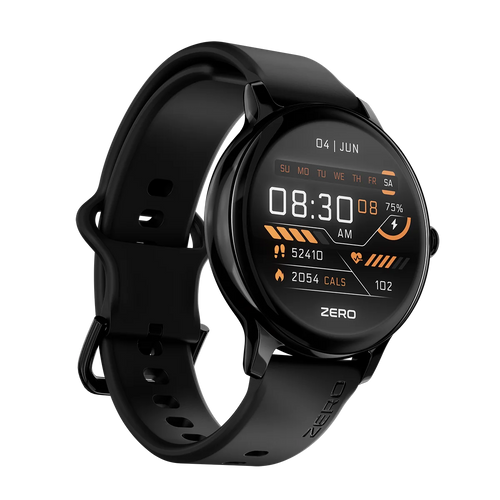 04 | JUN
SU MO TU WE TH FR SA
08:30 08 75%
AM
52410
2054 CALS 102
ZERO
ZERO